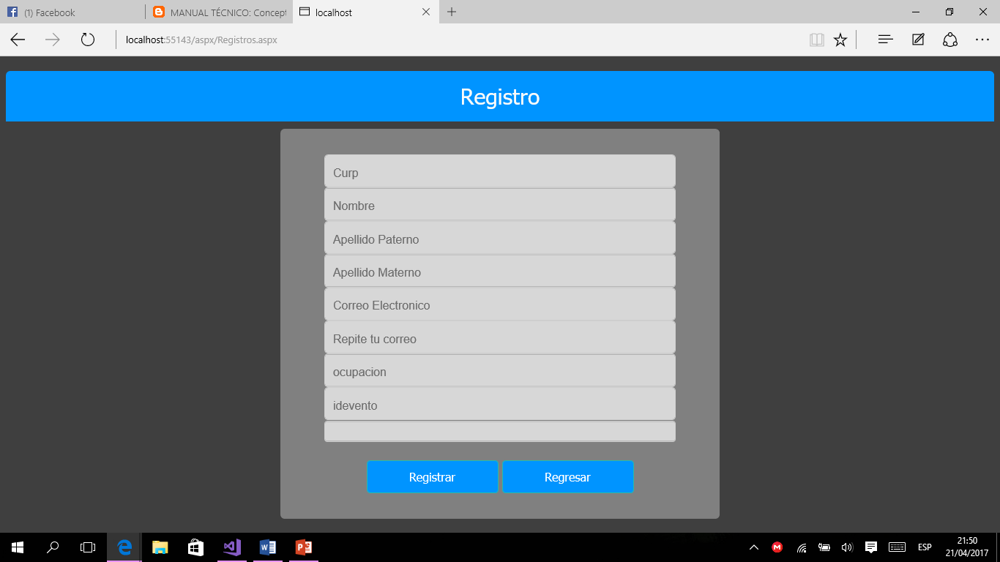 (1) Facebook
MANUAL TÉCNICO: Concept
localhost
localhost:55143/aspx/Registros.aspx
Registro
Curp
Nombre
Apellido Paterno
Apellido Materno
Correo Electronico
Repite tu correo
ocupacion
idevento
Registrar
Regresar
ESP
21:50
21/04/2017